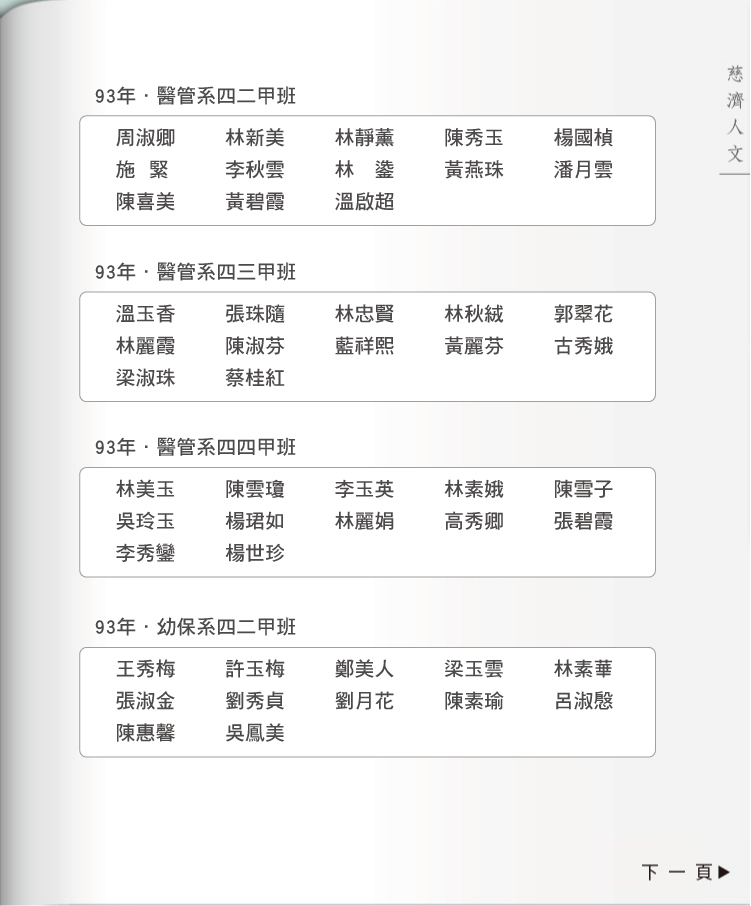 慈濟人文
93年．醫管系四二甲班
周淑卿 林新美 林靜薰 陳秀玉 楊國楨
施 緊 李秋雲 林 鍌 黃燕珠 潘月雲
陳喜美 黃碧霞 溫啟超
93年．醫管系四三甲班
溫玉香 張珠隨 林忠賢 林秋絨 郭翠花
林麗霞 陳淑芬 藍祥熙 黃麗芬 古秀娥
梁淑珠 蔡桂紅
93年．醫管系四四甲班
林美玉 陳雲瓊 李玉英 林素娥 陳雪子
吳玲玉 楊珺如 林麗娟 高秀卿 張碧霞
李秀鑾 楊世珍
93年．幼保系四二甲班
王秀梅 許玉梅 鄭美人 梁玉雲 林素華
張淑金 劉秀貞 劉月花 陳素瑜 呂淑慇
陳惠馨 吳鳳美
下一頁▶